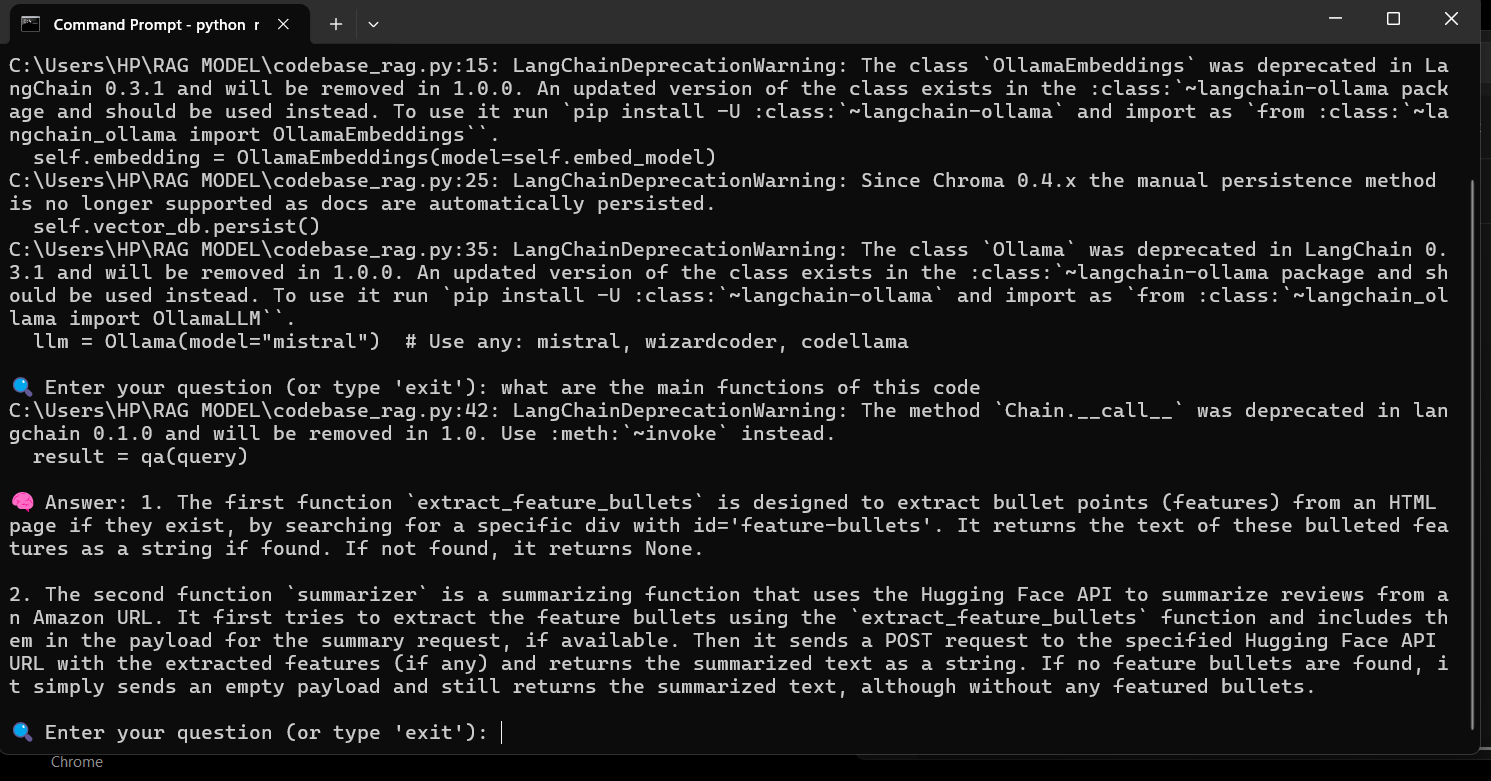 Command Prompt - python r
C:\Users\HP\RAG MODEL\codebase_rag.py:15: LangChainDeprecationWarning: The class `OllamaEmbeddings` was deprecated in La
ngChain 0.3.1 and will be removed in 1.0.0. An updated version of the class exists in the :class:`~langchain-ollama pack
age and should be used instead. To use it run `pip install -U :class:`~langchain-ollama` and import as `from :class:`~la
ngchain_ollama import OllamaEmbeddings``.
  self.embedding = OllamaEmbeddings(model=self.embed_model)
C:\Users\HP\RAG MODEL\codebase_rag.py:25: LangChainDeprecationWarning: Since Chroma 0.4.x the manual persistence method
is no longer supported as docs are automatically persisted.
  self.vector_db.persist()
C:\Users\HP\RAG MODEL\codebase_rag.py:35: LangChainDeprecationWarning: The class `Ollama` was deprecated in LangChain 0.
3.1 and will be removed in 1.0.0. An updated version of the class exists in the :class:`~langchain-ollama package and sh
ould be used instead. To use it run `pip install -U :class:`~langchain-ollama` and import as `from :class:`~langchain_ol
lama import OllamaLLM``.
  llm = Ollama(model="mistral")  # Use any: mistral, wizardcoder, codellama
🔍 Enter your question (or type 'exit'): what are the main functions of this code
C:\Users\HP\RAG MODEL\codebase_rag.py:42: LangChainDeprecationWarning: The method `Chain.__call__` was deprecated in lan
gchain 0.1.0 and will be removed in 1.0. Use :meth:`~invoke` instead.
  result = qa(query)
🧠 Answer: 1. The first function `extract_feature_bullets` is designed to extract bullet points (features) from an HTML
page if they exist, by searching for a specific div with id='feature-bullets'. It returns the text of these bulleted fea
tures as a string if found. If not found, it returns None.
2. The second function `summarizer` is a summarizing function that uses the Hugging Face API to summarize reviews from a
n Amazon URL. It first tries to extract the feature bullets using the `extract_feature_bullets` function and includes th
em in the payload for the summary request, if available. Then it sends a POST request to the specified Hugging Face API
URL with the extracted features (if any) and returns the summarized text as a string. If no feature bullets are found, i
t simply sends an empty payload and still returns the summarized text, although without any featured bullets.
🔍 Enter your question (or type 'exit'):
Chrome